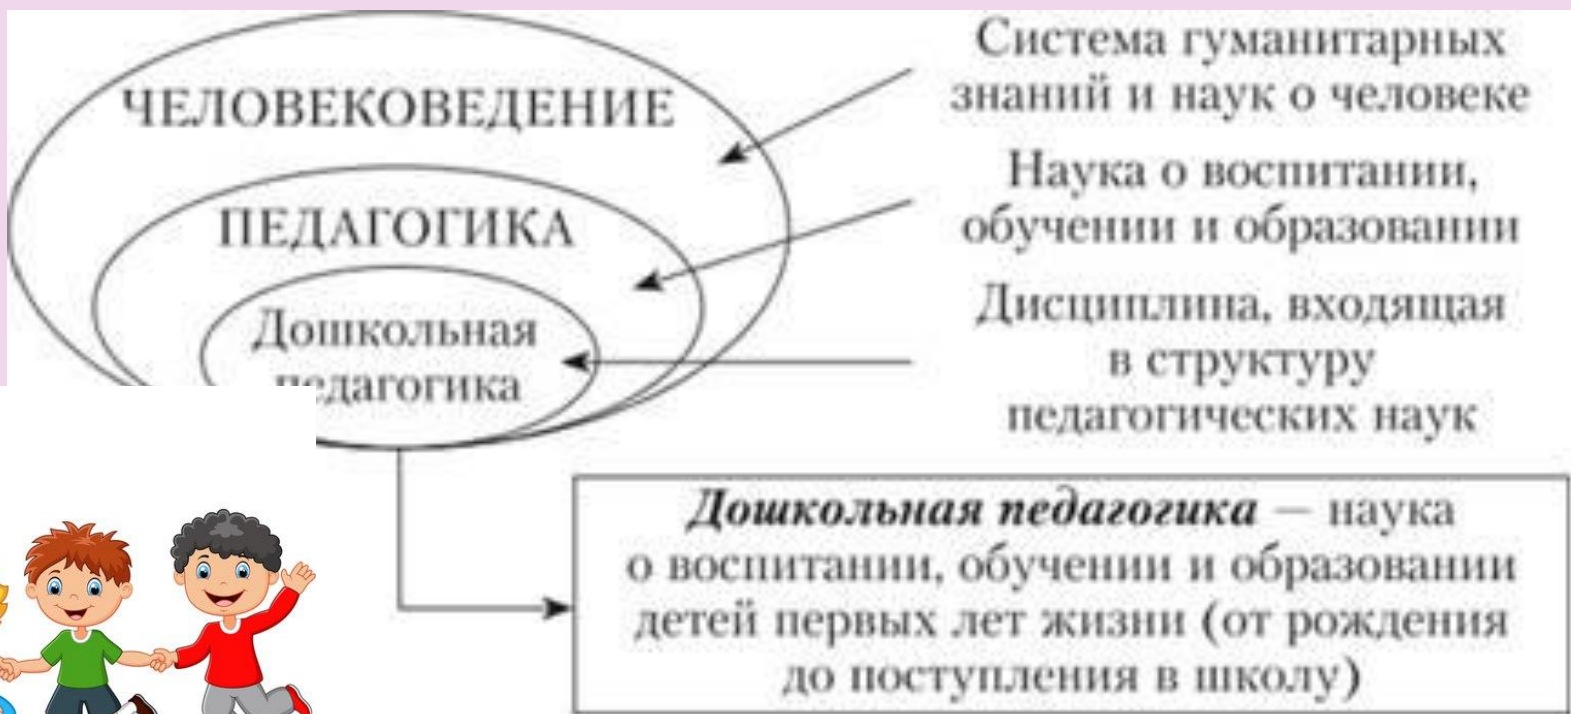 ЧЕЛОВЕКОВЕДЕНИЕ
ПЕДАГОГИКА
Дошкольная
педагогика
Система гуманитарных
знаний и наук о человеке
Наука о воспитании,
обучении и образовании
Дисциплина, входящая
в структуру
педагогических наук
Дошкольная педагогика — наука
о воспитании, обучении и образовании
детей первых лет жизни (от рождения
до поступления в школу)